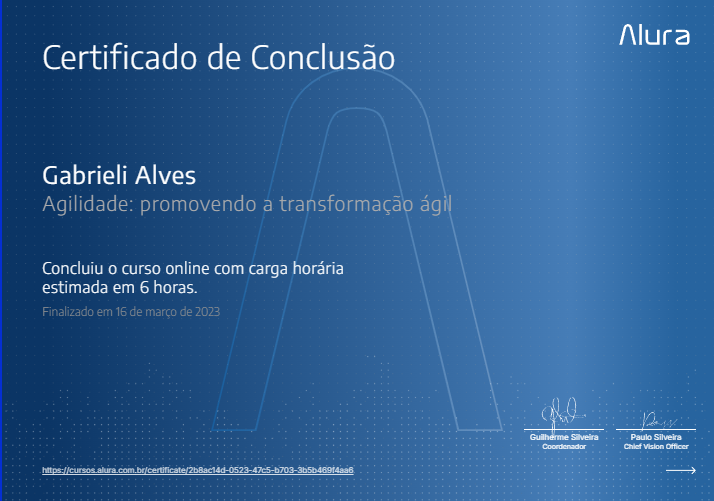 Alura
Certificado de Conclusão
Gabrieli Alves
Agilidade: promovendo a transformação ágil
Concluiu o curso online com carga horária
estimada em 6 horas.
Finalizado em 16 de março de 2023
Guilherme Silveira
Coordenador
Paulo Silveira
Chief Vision Officer
https://cursos.alura.com.br/certificate/2b8ac14d-0523-47c5-b703-3b5b469f4aa6